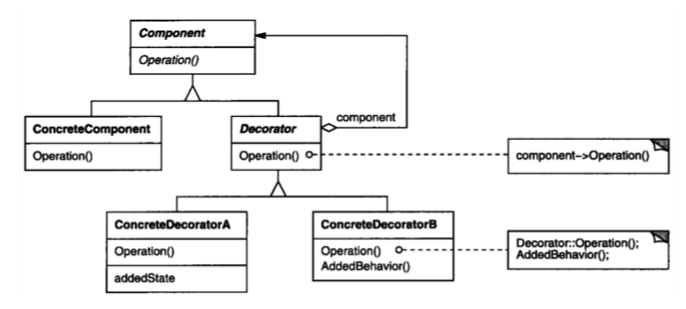 Component
Operation()
component
ConcreteComponent
Operation()
Decorator
Operation()
component->Operation()
ConcreteDecoratorA
Operation()
addedState
ConcreteDecoratorB
Operation()
AddedBehavior()
Decorator::Operation();
AddedBehavior();